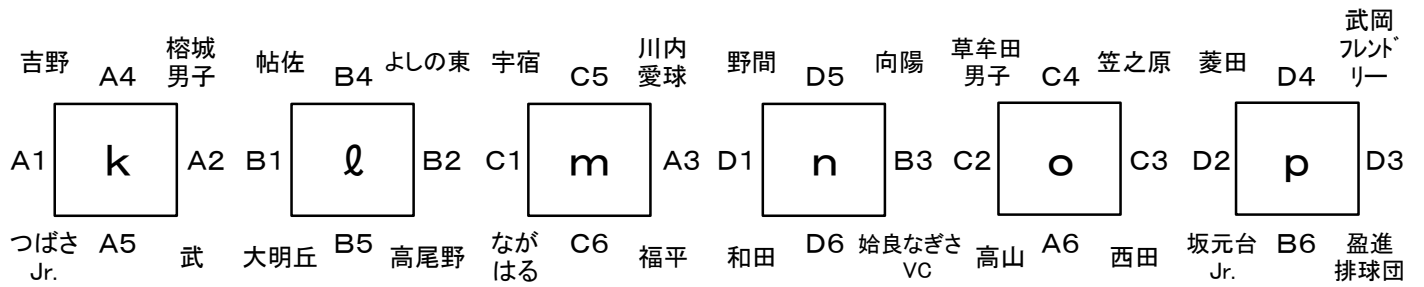 吉野 A4 榕城男子 帖佐 B4 よしの東 宇宿 C5 川内愛球 野間 D5 向陽 草牟田男子 C4 笠之原 菱田 D4 武岡フレンドリー
A1 k A2 B1 ℓ B2 C1 m A3 D1 n B3 C2 o C3 D2 p D3
つばさJr. A5 武 大明丘 B5 高尾野 ながはる C6 福平 和田 D6 姶良なぎさVC 高山 A6 西田 坂元台Jr. B6 盈進排球団